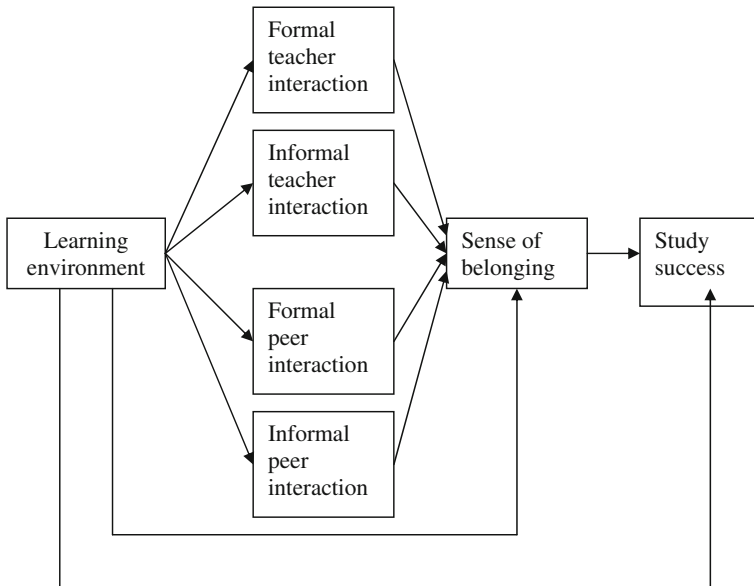 Formal
teacher
interaction
Informal
teacher
interaction
Learning
environment
Sense of
belonging
Study
success
Formal
peer
interaction
Informal
peer
interaction